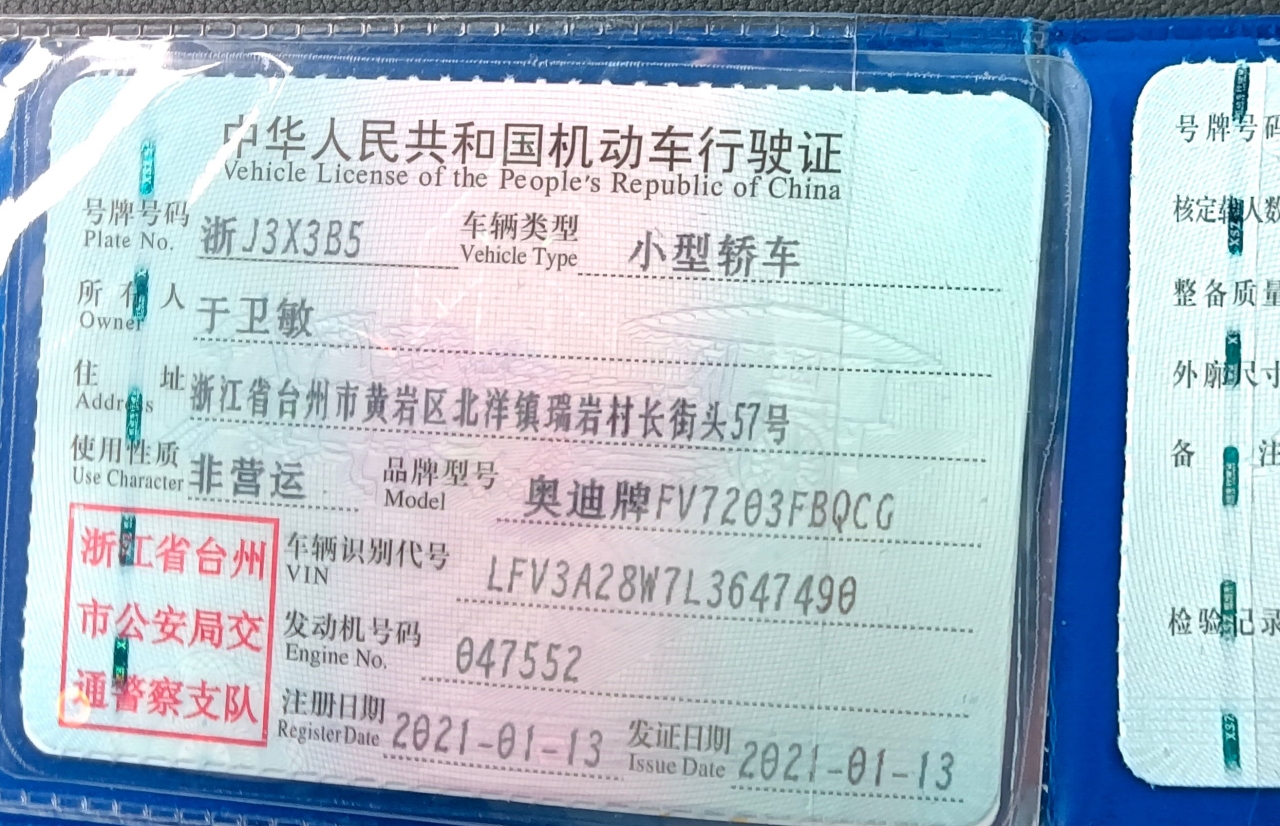 中华人民共和国机动车行驶证
Vehicle License of the People's Republic of China
号牌号码 浙J3X3B5 车辆类型 小型轿车
Plate No. Vehicle Type
所有人 于卫敏
Owner
住址 浙江省台州市黄岩区北洋镇瑞岩村长街头57号
Address
使用性质 非营运 品牌型号 奥迪牌FV7203FBQCG
Use Character Model
浙江省台州
市公安局交
通警察支队
车辆识别代号 LFV3A28W7L3647490
VIN
发动机号码 047552
Engine No.
注册日期 2021-01-13 发证日期 2021-01-13
Register Date Issue Date
号牌号码
核定载人数
整备质量
外廓尺寸
备注
检验记录